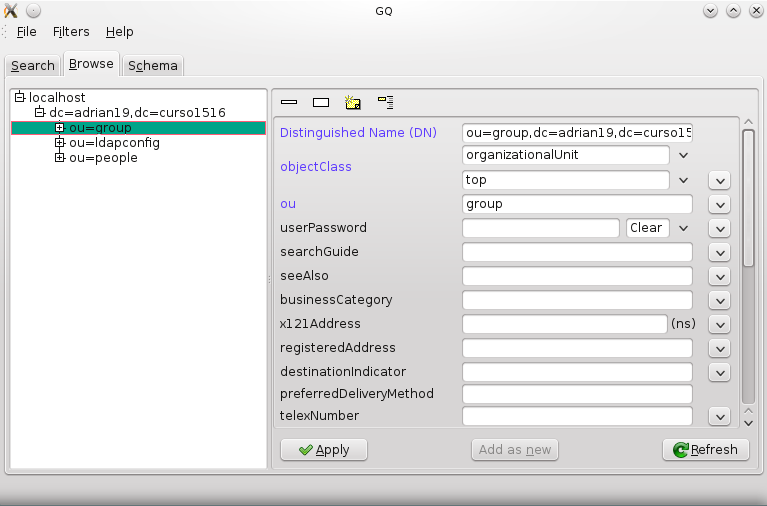 GQ
File Filters Help
Search Browse Schema
localhost
dc=adrian19,dc=curso1516
ou=group
ou=ldapconfig
ou=people
Distinguished Name (DN) ou=group,dc=adrian19,dc=curso15
objectClass organizationalUnit
top
ou group
userPassword Clear
searchGuide
seeAlso
businessCategory
x121Address (ns)
registeredAddress
destinationIndicator
preferredDeliveryMethod
telexNumber
Apply Add as new Refresh